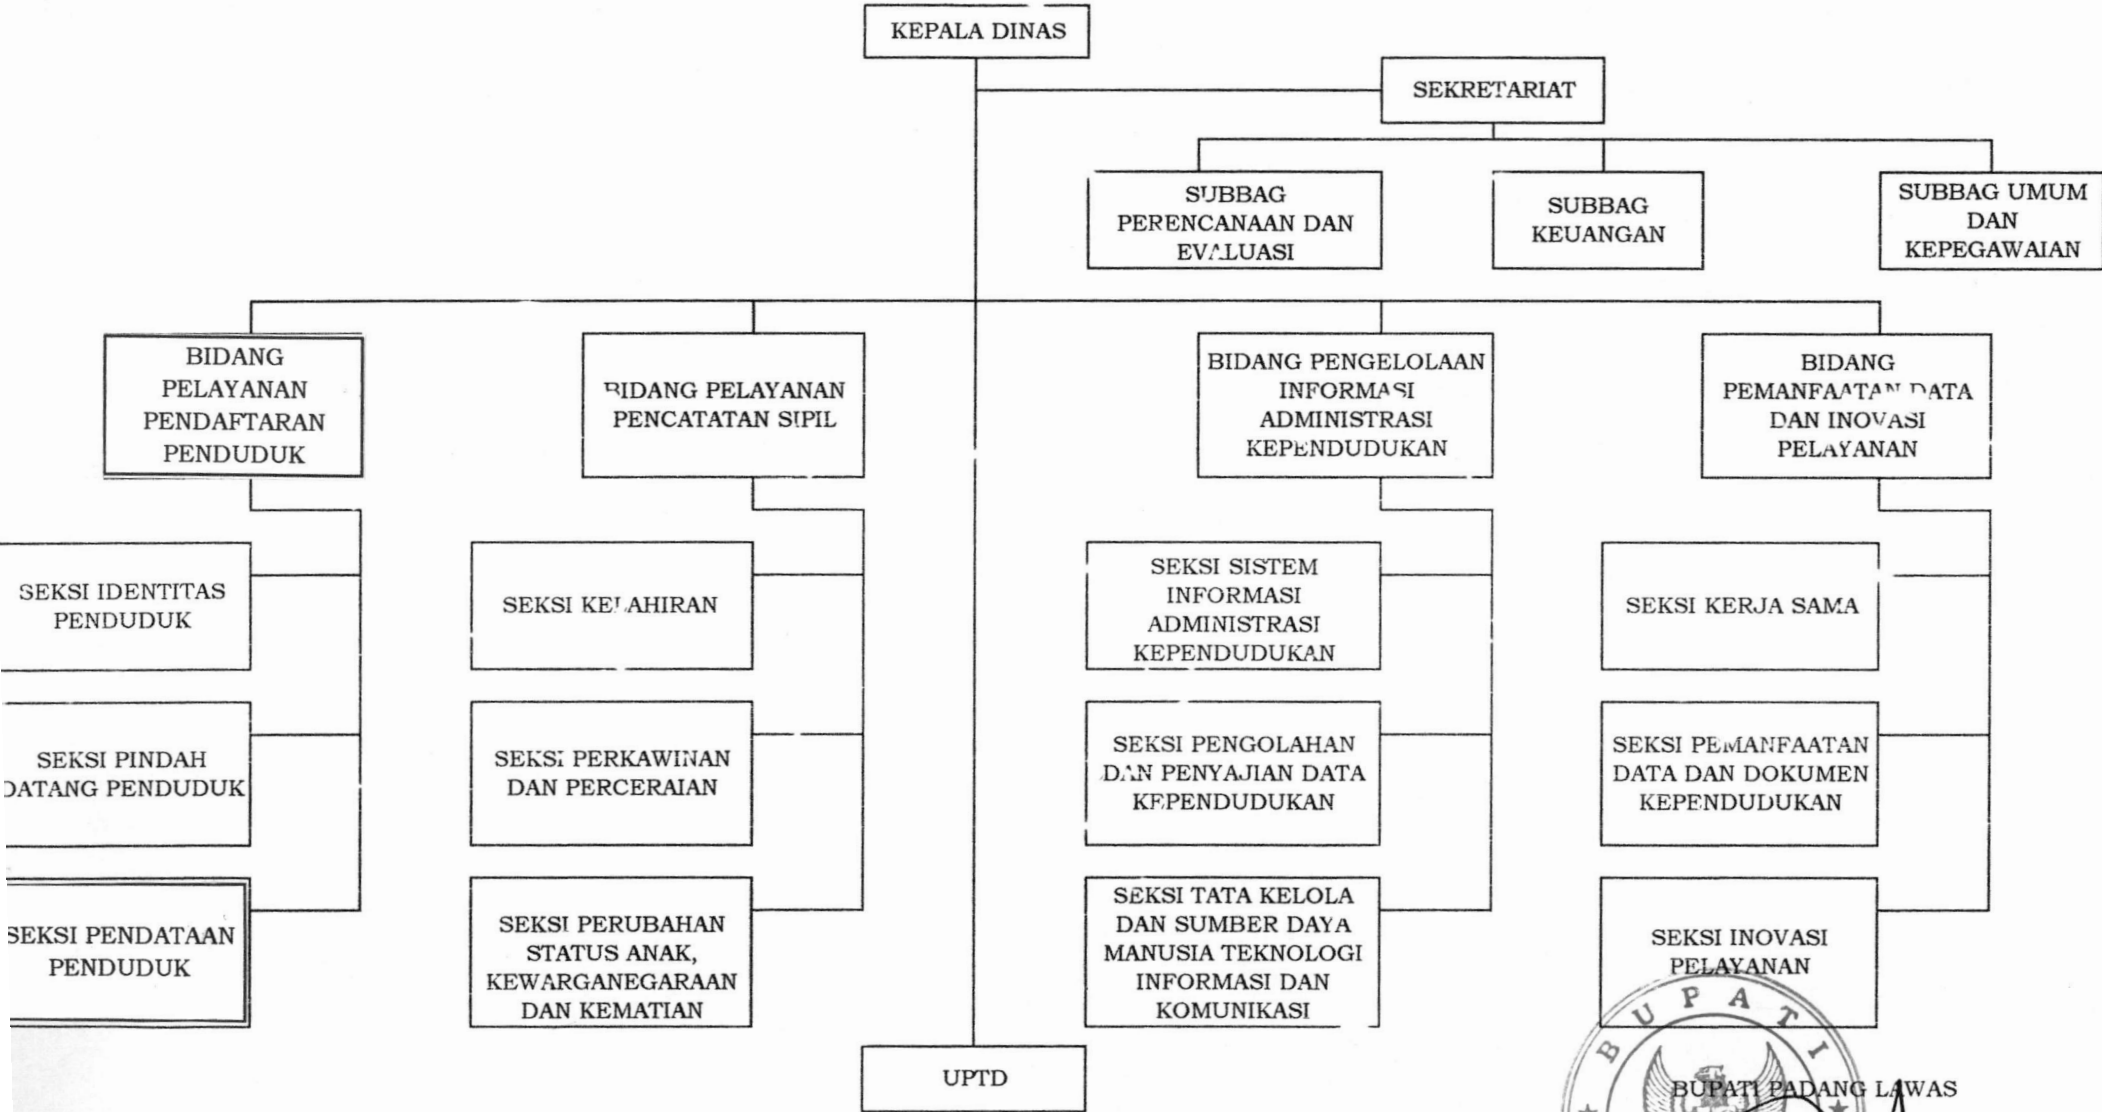 KEPALA DINAS
SEKRETARIAT
SUBBAG
PERENCANAAN DAN
EVALUASI
SUBBAG
KEUANGAN
SUBBAG UMUM
DAN
KEPEGAWAIAN
BIDANG
PELAYANAN
PENDAFTARAN
PENDUDUK
BIDANG PELAYANAN
PENCATATAN SIPIL
BIDANG PENGELOLAAN
INFORMASI
ADMINISTRASI
KEPENDUDUKAN
BIDANG
PEMANFAATAN DATA
DAN INOVASI
PELAYANAN
SEKSI IDENTITAS
PENDUDUK
SEKSI KELAHIRAN
SEKSI SISTEM
INFORMASI
ADMINISTRASI
KEPENDUDUKAN
SEKSI KERJA SAMA
SEKSI PINDAH
DATANG PENDUDUK
SEKSI PERKAWINAN
DAN PERCERAIAN
SEKSI PENGOLAHAN
DAN PENYAJIAN DATA
KEPENDUDUKAN
SEKSI PEMANFAATAN
DATA DAN DOKUMEN
KEPENDUDUKAN
SEKSI PENDATAAN
PENDUDUK
SEKSI PERUBAHAN
STATUS ANAK,
KEWARGANEGARAAN
DAN KEMATIAN
SEKSI TATA KELOLA
DAN SUMBER DAYA
MANUSIA TEKNOLOGI
INFORMASI DAN
KOMUNIKASI
SEKSI INOVASI
PELAYANAN
UPTD
BUPATI
BUPATI PADANG LAWAS